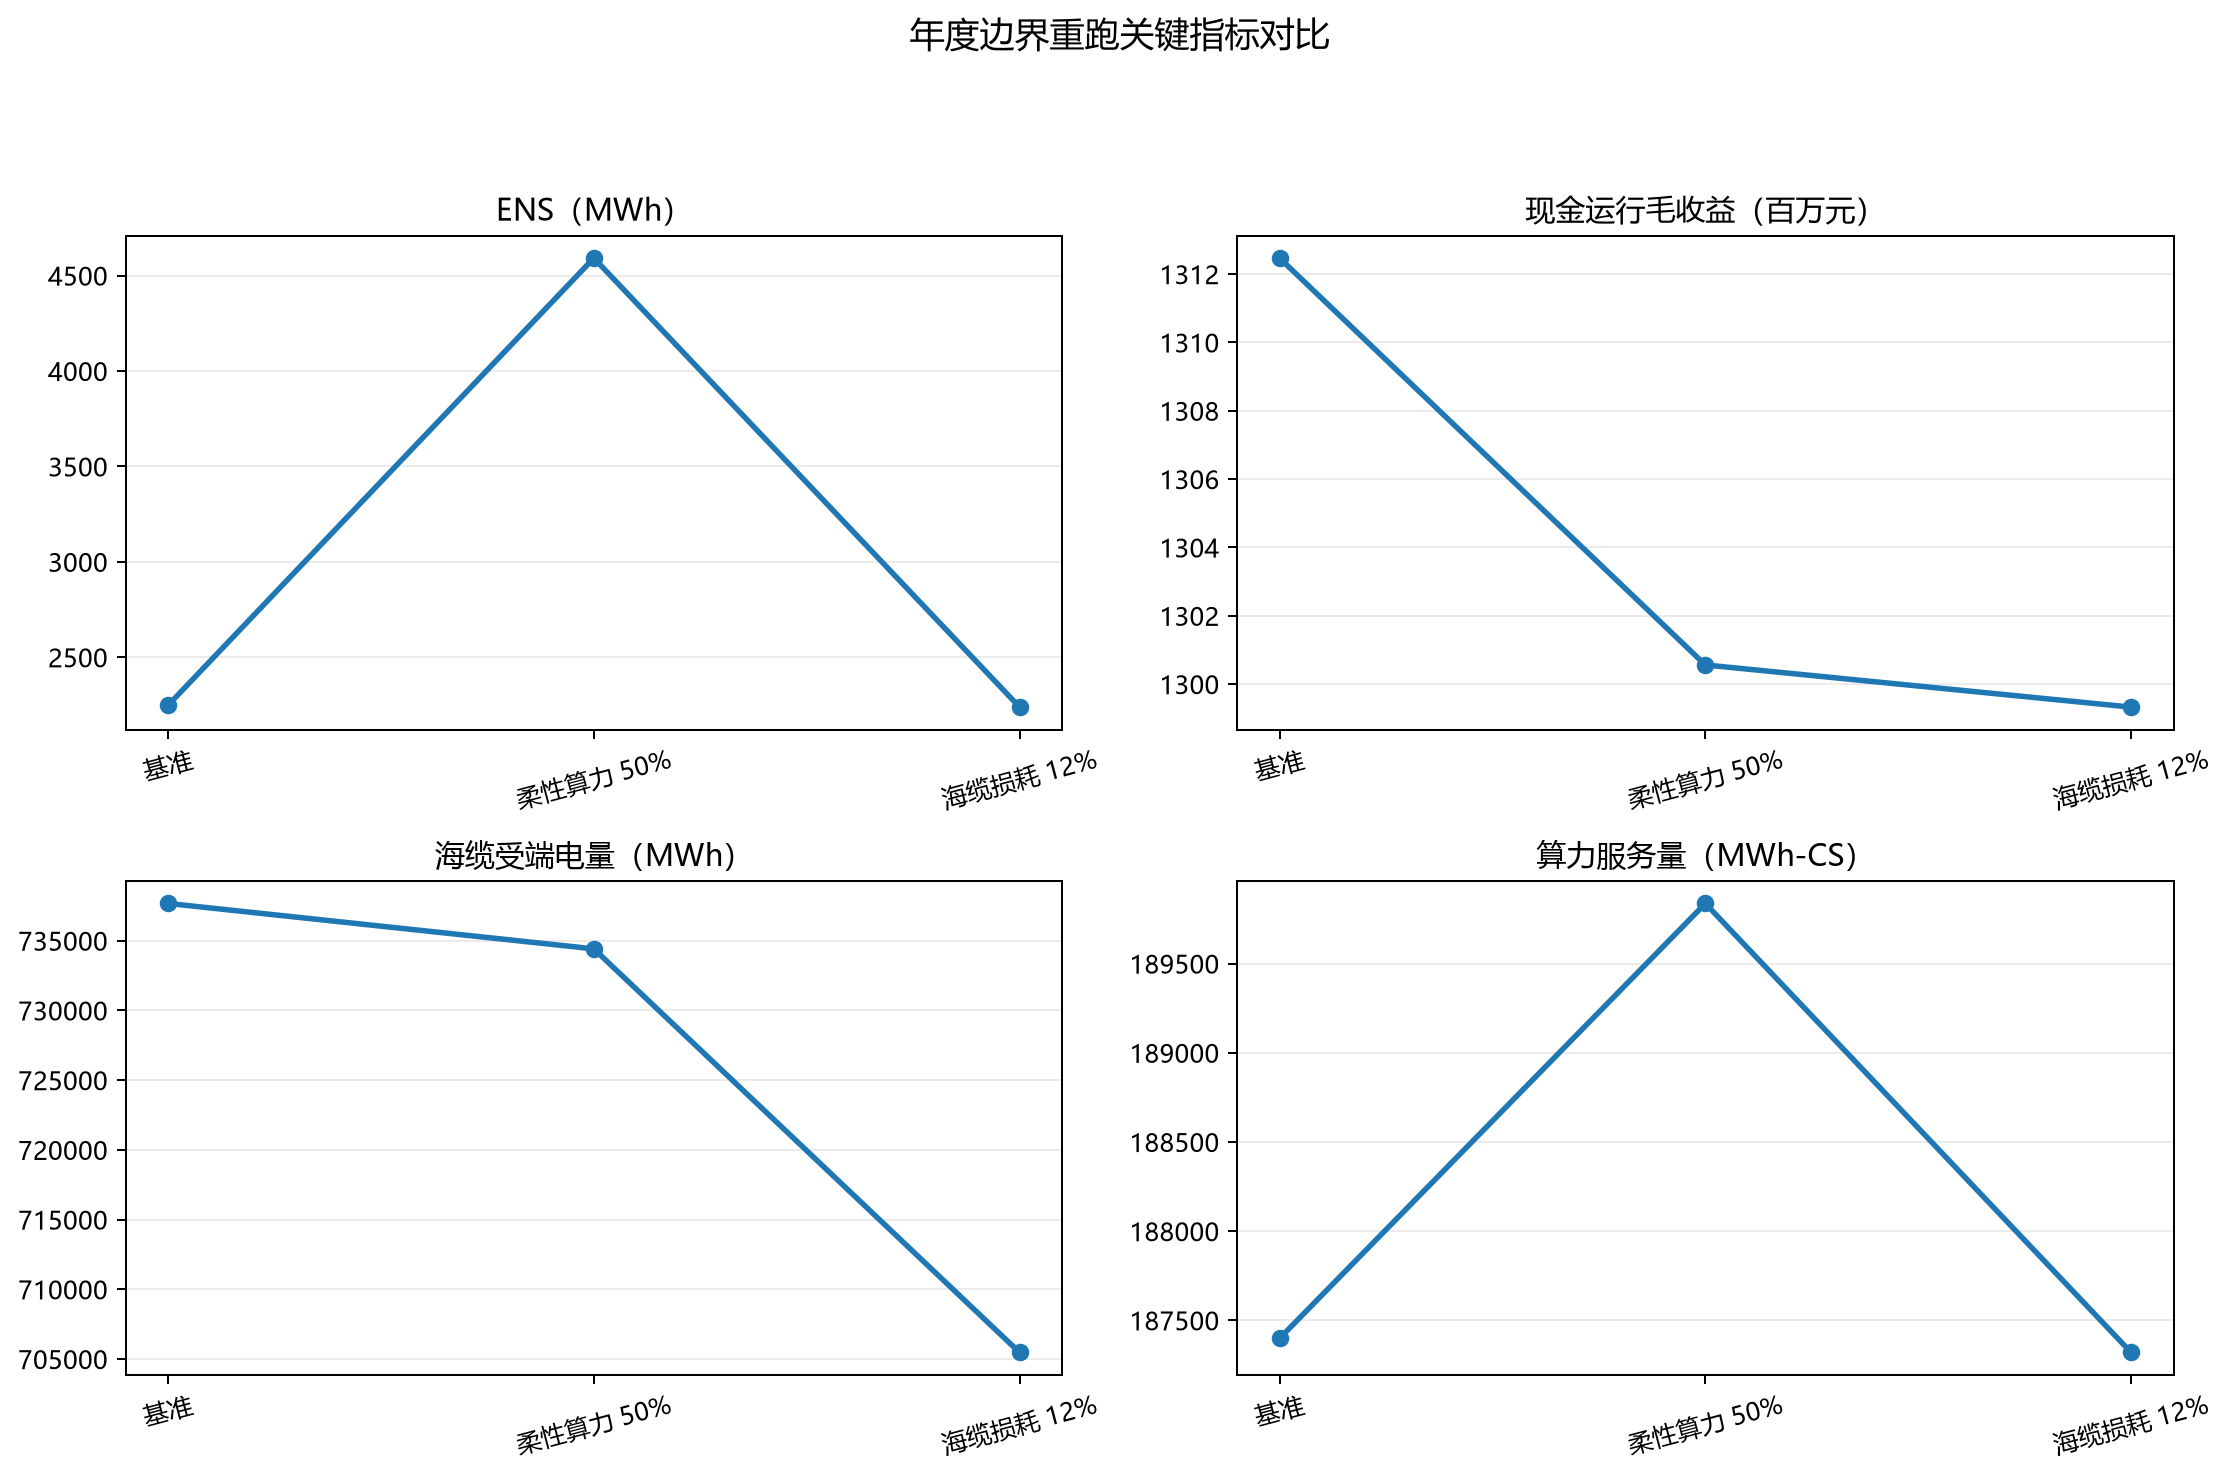 年度边界重跑关键指标对比
ENS（MWh）
4500
4000
3500
3000
2500
基准
柔性算力 50%
海缆损耗 12%
现金运行毛收益（百万元）
1312
1310
1308
1306
1304
1302
1300
基准
柔性算力 50%
海缆损耗 12%
海缆受端电量（MWh）
735000
730000
725000
720000
715000
710000
705000
基准
柔性算力 50%
海缆损耗 12%
算力服务量（MWh-CS）
189500
189000
188500
188000
187500
基准
柔性算力 50%
海缆损耗 12%